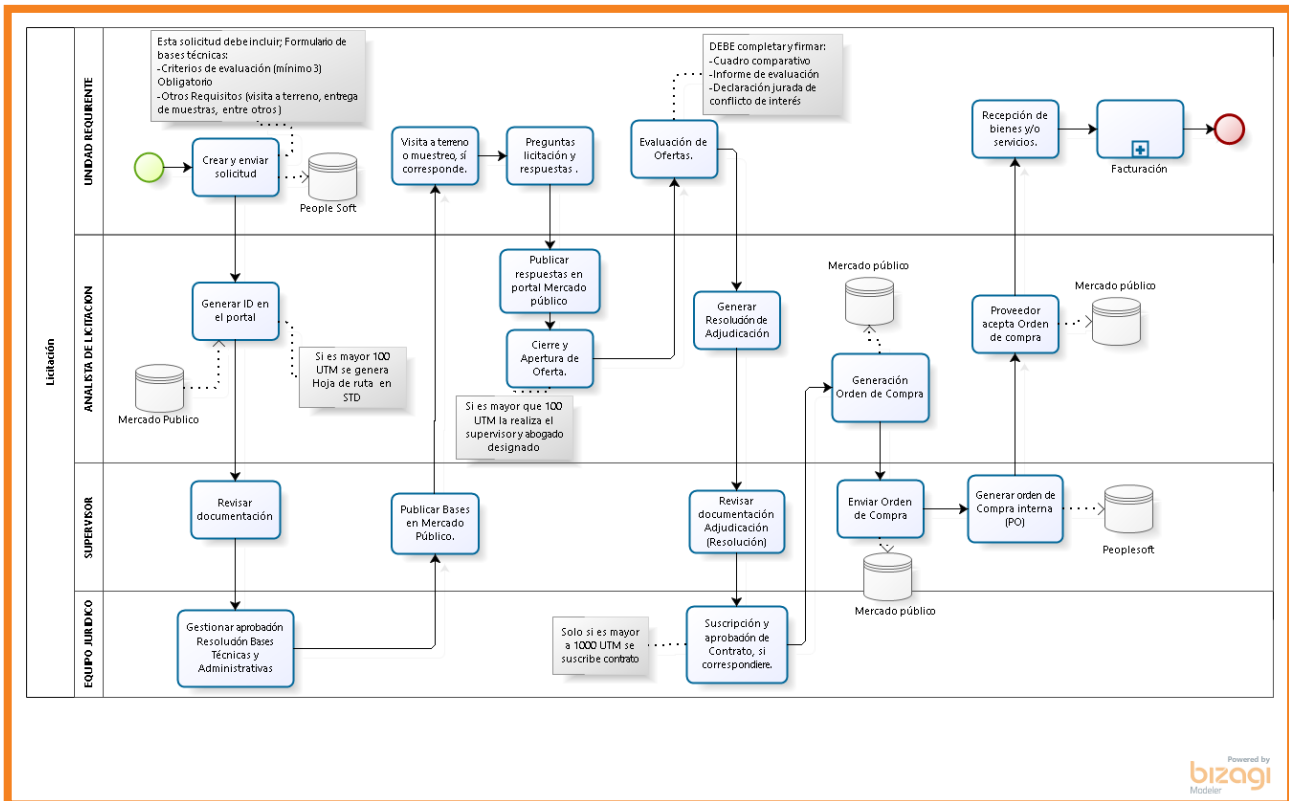 Licitación
UNIDAD REQUIRENTE
Esta solicitud debe incluir; Formulario de
bases técnicas:
-Criterios de evaluación (mínimo 3)
Obligatorio
-Otros Requisitos (visita a terreno, entrega
de muestras, entre otros)
Crear y enviar
solicitud
People Soft
Visita a terreno
o muestreo, sí
corresponde.
Preguntas
licitación y
respuestas .
Evaluación de
Ofertas.
DEBE completar y firmar:
-Cuadro comparativo
-Informe de evaluación
-Declaración jurada de
conflicto de interés
Recepción de
bienes y/o
servicios.
Facturación
ANALISTA DE LICITACION
Generar ID en
el portal
Mercado Publico
Si es mayor 100
UTM se genera
Hoja de ruta en
STD
Publicar
respuestas en
portal Mercado
público
Cierre y
Apertura de
Oferta.
Si es mayor que 100
UTM la realiza el
supervisor y abogado
designado
Generar
Resolución de
Adjudicación
Mercado público
Generación
Orden de Compra
Proveedor
acepta Orden
de compra
Mercado público
SUPERVISOR
Revisar
documentación
Publicar Bases
en Mercado
Público.
Revisar
documentación
Adjudicación
(Resolución)
Enviar Orden
de Compra
Mercado público
Generar orden de
Compra interna
(PO)
Peoplesoft
EQUIPO JURIDICO
Gestionar aprobación
Resolución Bases
Técnicas y
Administrativas
Solo si es mayor
a 1000 UTM se
suscribe contrato
Suscripción y
aprobación de
Contrato, si
correspondiere.
Powered by
bizagi
Modeler